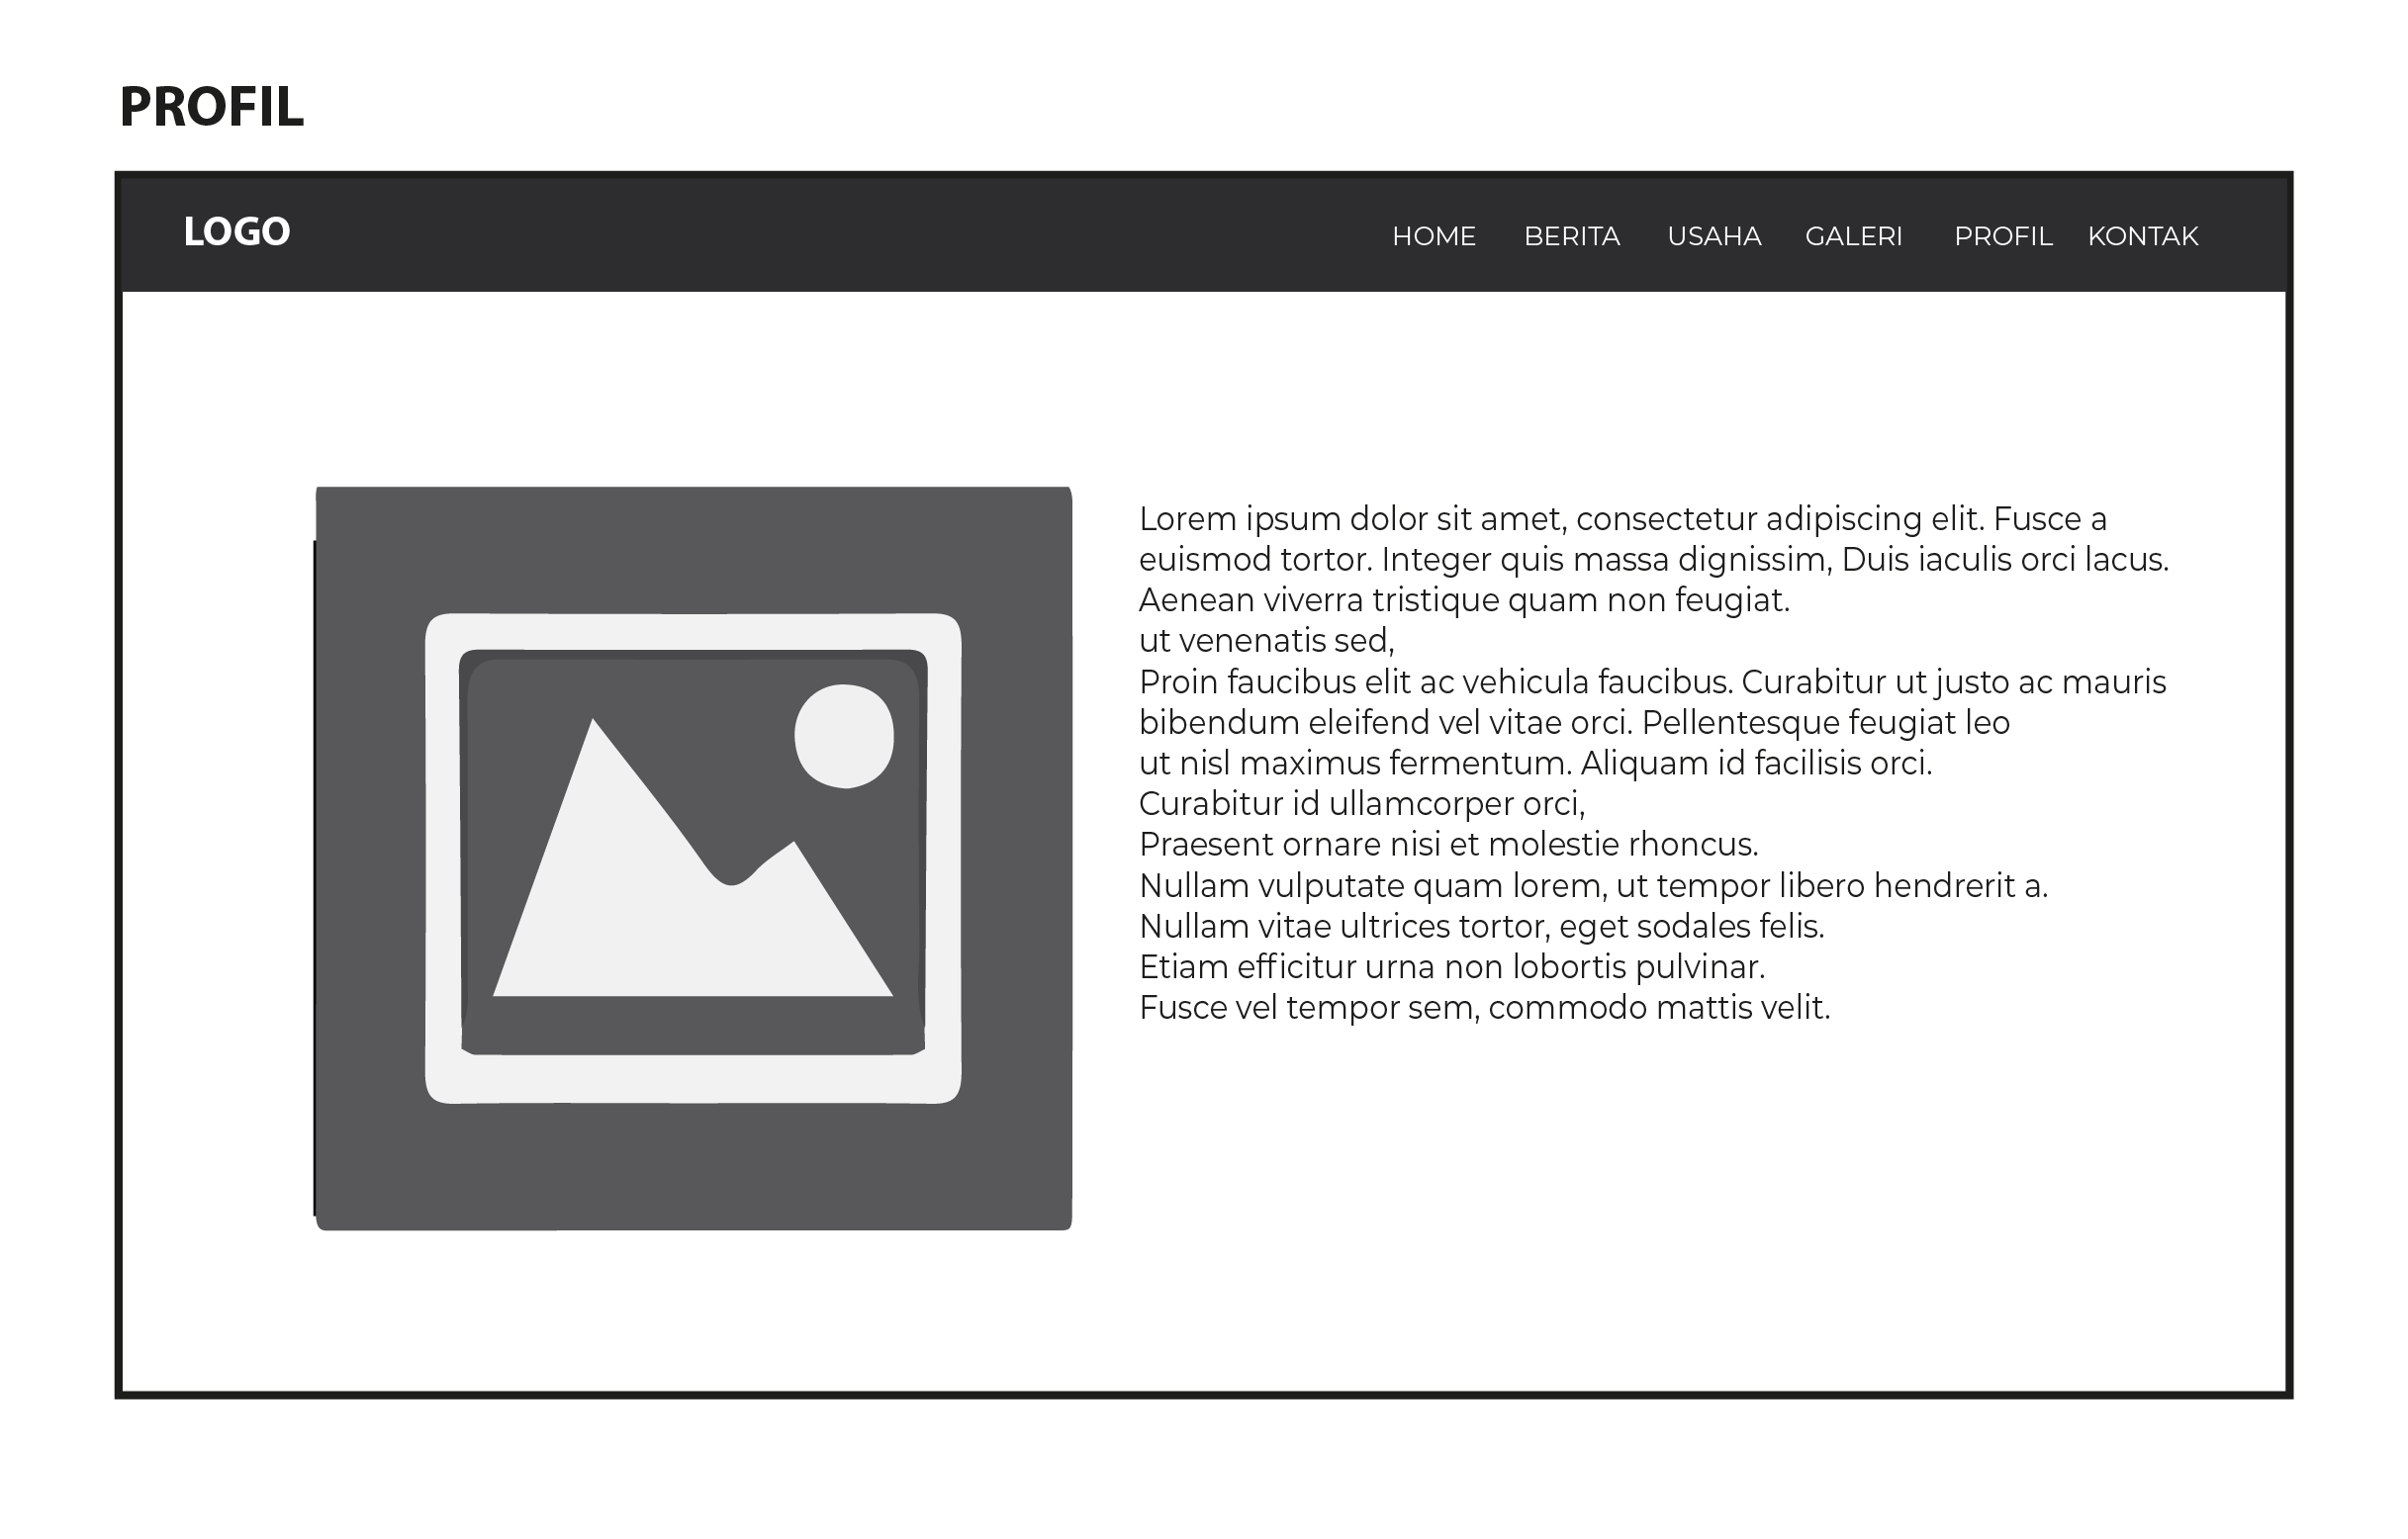 PROFIL
LOGO
HOME BERITA USAHA GALERI PROFIL KONTAK
Lorem ipsum dolor sit amet, consectetur adipiscing elit. Fusce a
euismod tortor. Integer quis massa dignissim, Duis iaculis orci lacus.
Aenean viverra tristique quam non feugiat.
ut venenatis sed,
Proin faucibus elit ac vehicula faucibus. Curabitur ut justo ac mauris
bibendum eleifend vel vitae orci. Pellentesque feugiat leo
ut nisl maximus fermentum. Aliquam id facilisis orci.
Curabitur id ullamcorper orci,
Praesent ornare nisi et molestie rhoncus.
Nullam vulputate quam lorem, ut tempor libero hendrerit a.
Nullam vitae ultrices tortor, eget sodales felis.
Etiam efficitur urna non lobortis pulvinar.
Fusce vel tempor sem, commodo mattis velit.